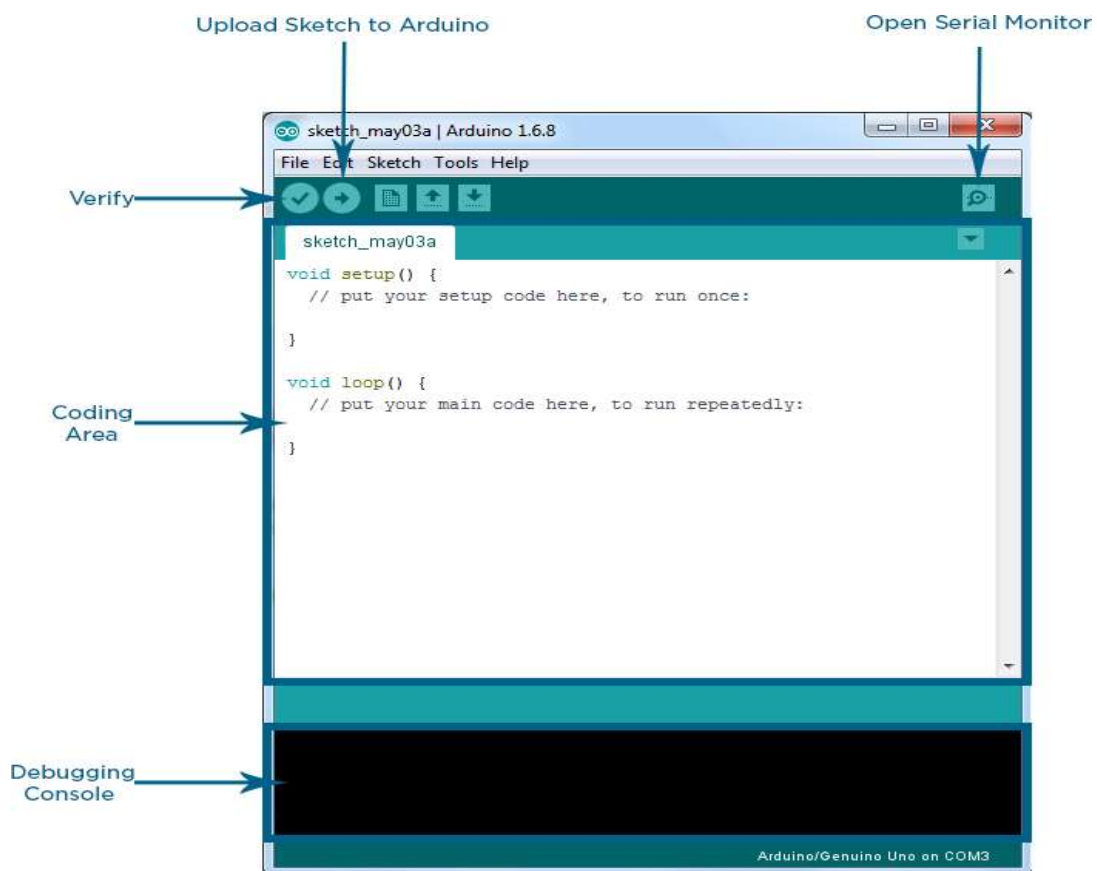 Upload Sketch to Arduino
Open Serial Monitor
sketch_may03a | Arduino 1.6.8
File Edit Sketch Tools Help
Verify
sketch_may03a
void setup() {
// put your setup code here, to run once:
}
void loop() {
// put your main code here, to run repeatedly:
}
Coding
Area
Debugging
Console
Arduino/Genuino Uno on COM3